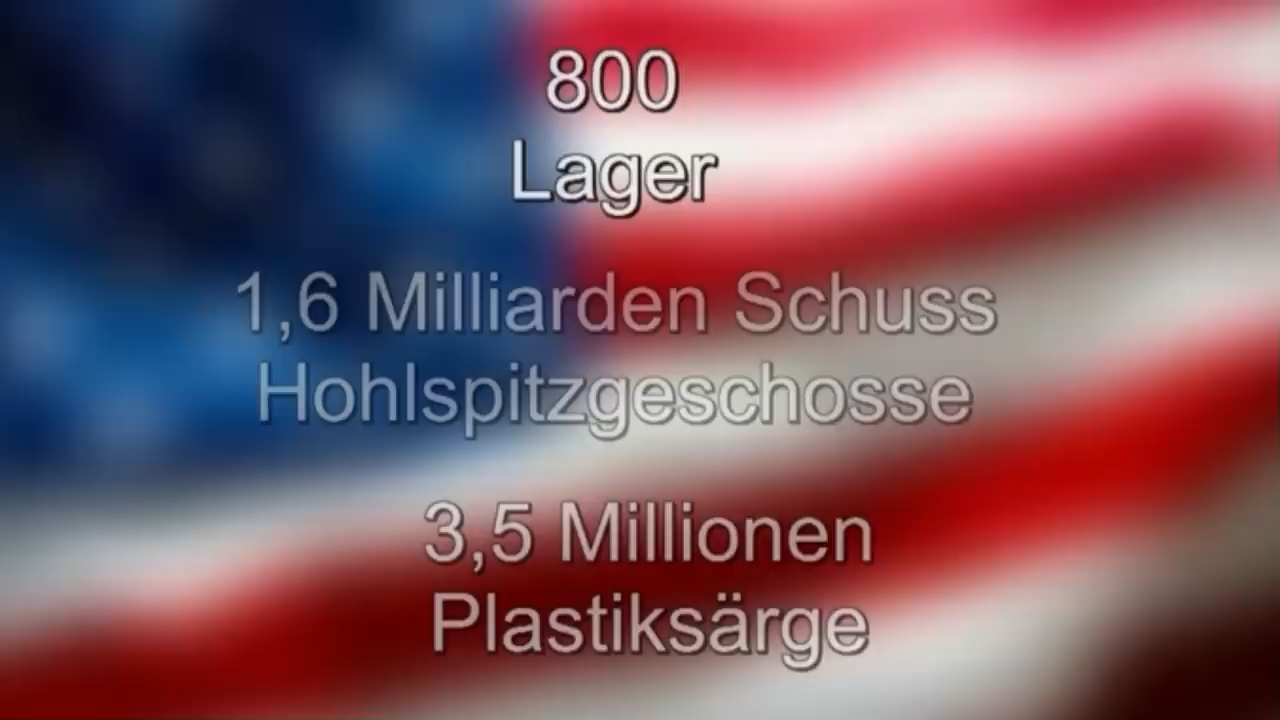 800
Lager
1,6 Milliarden Schuss
Hohlspitzgeschosse
3,5 Millionen
Plastiksärge